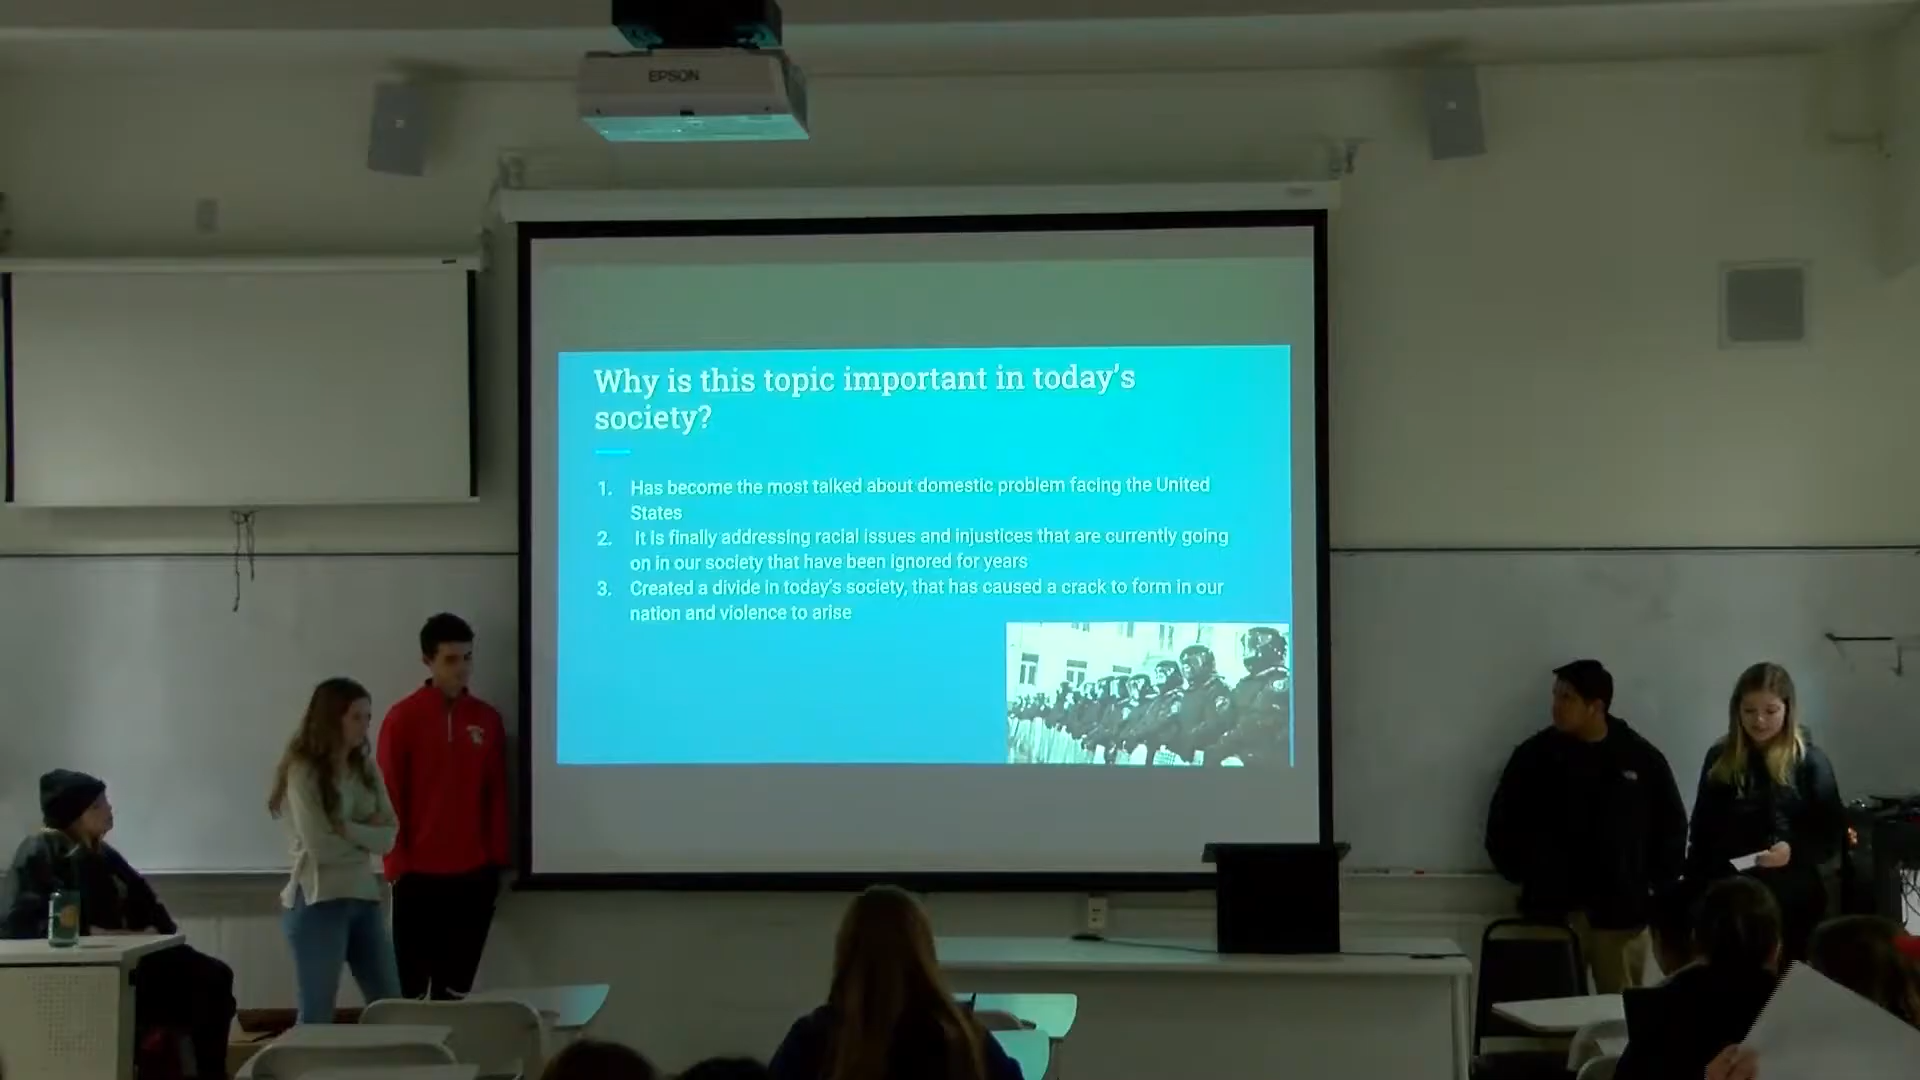 EPSON
Why is this topic important in today's
society?
1. Has become the most talked about domestic problem facing the United
States
2. It is finally addressing racial issues and injustices that are currently going
on in our society that have been ignored for years
3. Created a divide in today's society, that has caused a crack to form in our
nation and violence to arise